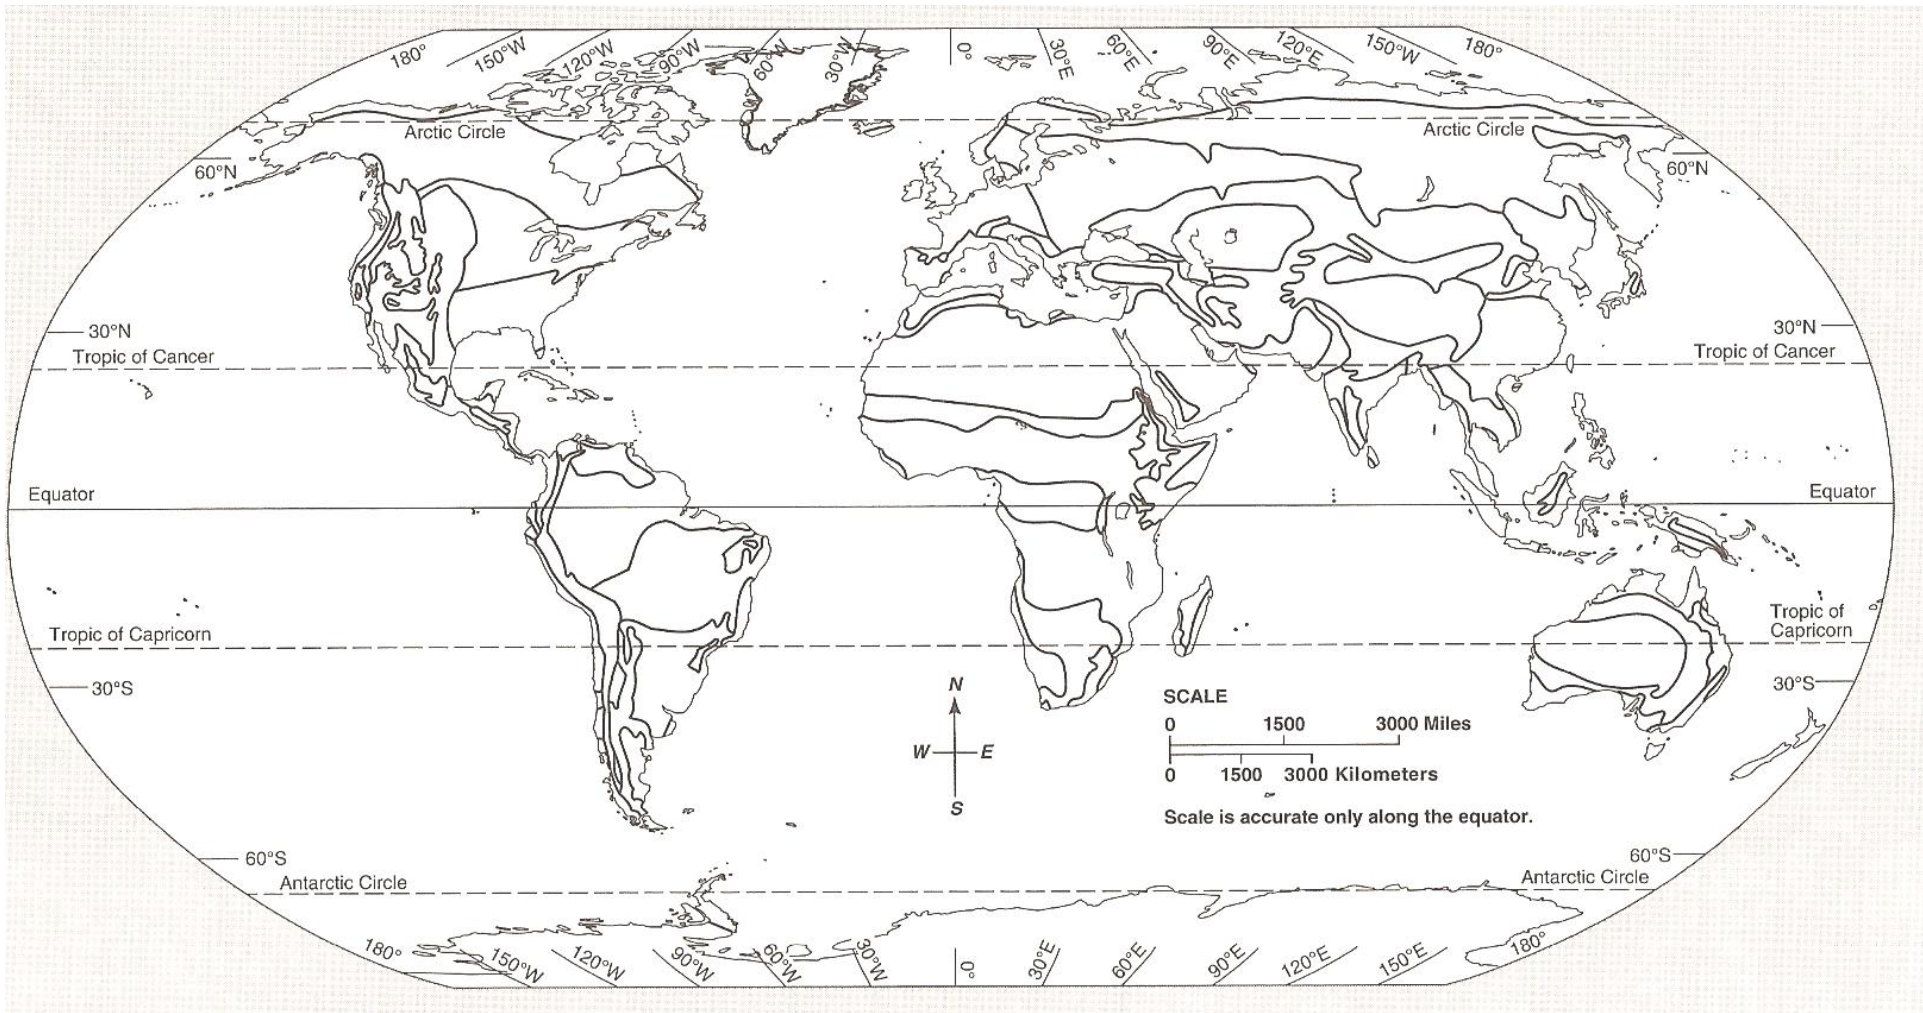 180° 150°W 120°W 90°W 60°W 30°W 0° 30°E 60°E 90°E 120°E 150°W 180°
Arctic Circle Arctic Circle
60°N 60°N
30°N 30°N
Tropic of Cancer Tropic of Cancer
Equator Equator
Tropic of Capricorn Tropic of
Capricorn
30°S 30°S
N
W E
S
SCALE
0 1500 3000 Miles
0 1500 3000 Kilometers
Scale is accurate only along the equator.
60°S 60°S
Antarctic Circle Antarctic Circle
180° 150°W 120°W 90°W 60°W 30°W 0° 30°E 60°E 90°E 120°E 150°E 180°